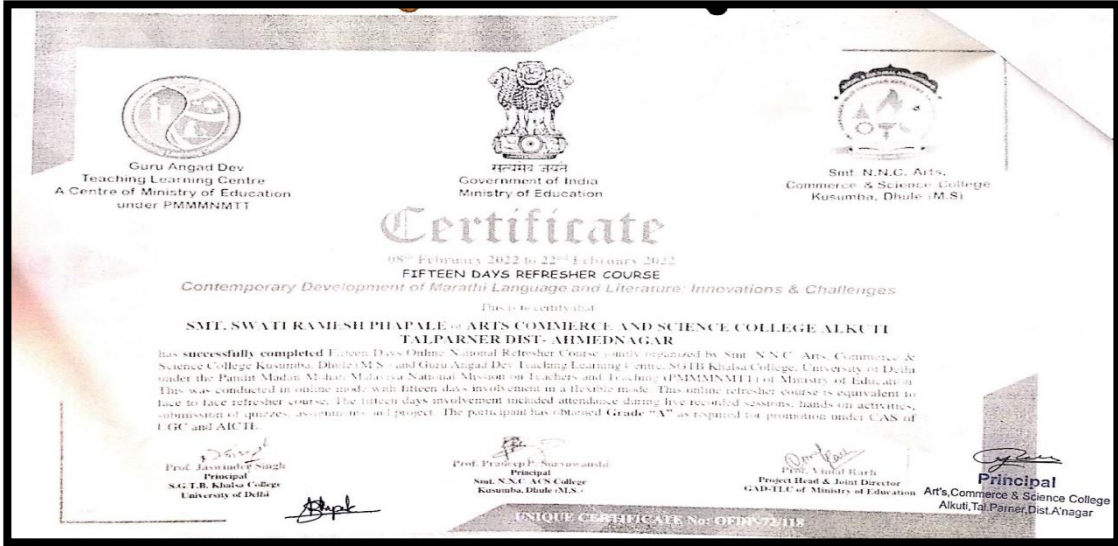 Guru Angad Dev
Teaching Learning Centre
A Centre of Ministry of Education
under PMMMNMTT
सत्यमेव जयते
Government of India
Ministry of Education
Smt. N.N.C. Arts,
Commerce & Science College
Kusumba, Dhule (M.S)
Certificate
08th February 2022 to 22nd February 2022
FIFTEEN DAYS REFRESHER COURSE
Contemporary Development of Marathi Language and Literature: Innovations & Challenges
This is to certify that
SMT. SWATI RAMESH PHAPALE of ARTS COMMERCE AND SCIENCE COLLEGE ALKUTI
TALPARNER DIST- AHMEDNAGAR
has successfully completed Fifteen Days Online National Refresher Course jointly organized by Smt. N.N.C. Arts, Commerce &
Science College Kusumba, Dhule (M.S.) and Guru Angad Dev Teaching Learning Centre, SGTB Khalsa College, University of Delhi
under the Pandit Madan Mohan Malaviya National Mission on Teachers and Teaching (PMMMNMTT) of Ministry of Education.
This was conducted in online mode with fifteen days involvement in a flexible mode. This online refresher course is equivalent to
face to face refresher course. The fifteen days involvement included attendance during live/recorded sessions, hands on activities,
submission of quizzes, assignments and project. The participant has obtained Grade "A" as required for promotion under CAS of
UGC and AICTE.
Prof. Jaswinder Singh
Principal
S.G.T.B. Khalsa College
University of Delhi
Prof. Pradeep P. Suryawanshi
Principal
Smt. N.N.C ACS College
Kusumba, Dhule (M.S.)
Prof. Vimal Rarh
Project Head & Joint Director
GAD-TLC of Ministry of Education
Principal
Art's,Commerce & Science College
Alkuti,Tal.Parner,Dist.A'nagar
UNIQUE CERTIFICATE No: OFDP-72/118